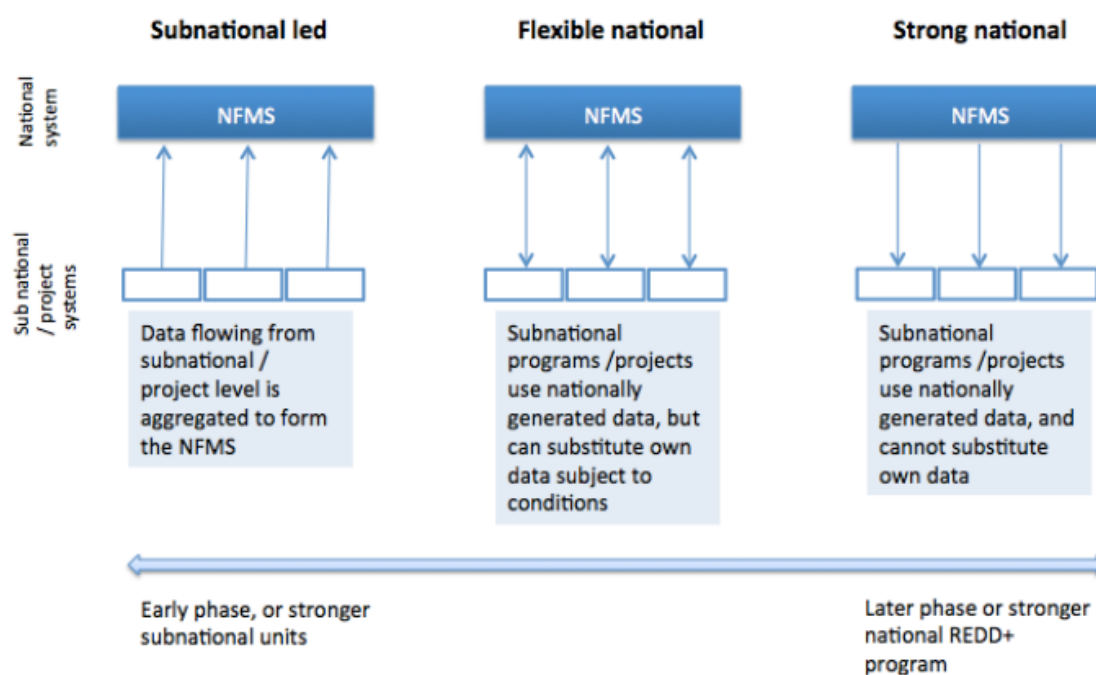 Subnational led
Flexible national
Strong national
National
system
NFMS
NFMS
NFMS
Sub national
/ project
systems
Data flowing from
subnational /
project level is
aggregated to form
the NFMS
Subnational
programs /projects
use nationally
generated data, but
can substitute own
data subject to
conditions
Subnational
programs /projects
use nationally
generated data, and
cannot substitute
own data
Early phase, or stronger
subnational units
Later phase or stronger
national REDD+
program